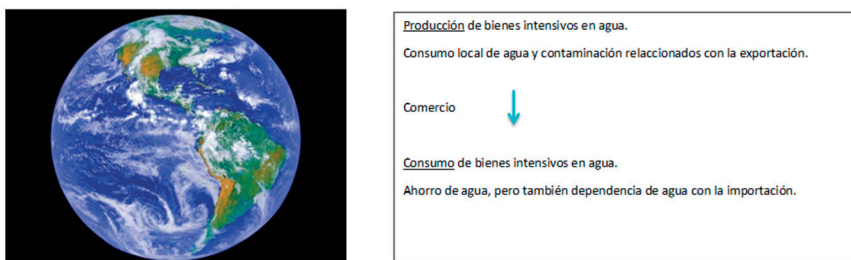 Producción de bienes intensivos en agua.
Consumo local de agua y contaminación relaccionados con la exportación.
Comercio
Consumo de bienes intensivos en agua.
Ahorro de agua, pero también dependencia de agua con la importación.